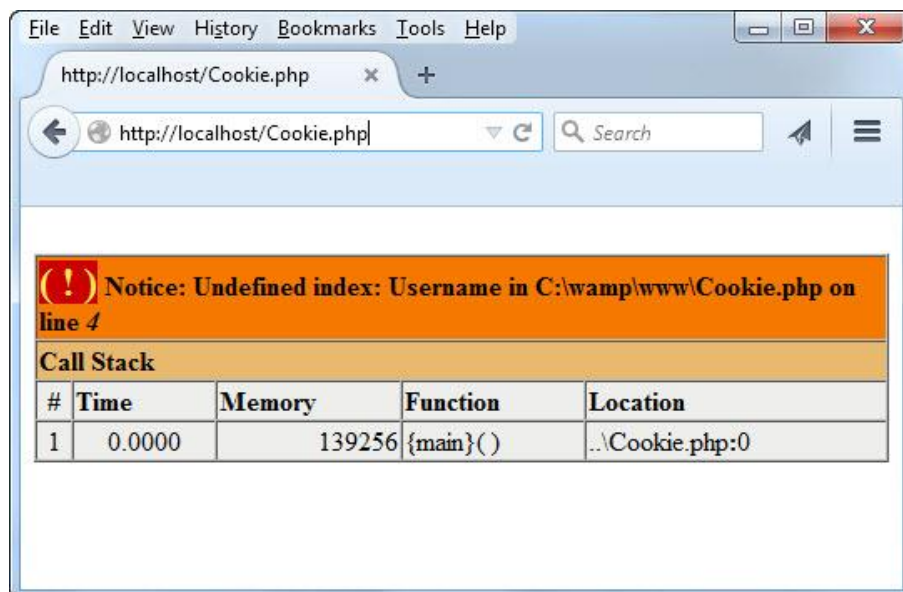 File Edit View History Bookmarks Tools Help
http://localhost/Cookie.php
http://localhost/Cookie.php
Search
( ! ) Notice: Undefined index: Username in C:\wamp\www\Cookie.php on
line 4
Call Stack
# Time Memory Function Location
1 0.0000 139256 {main}( ) ..\Cookie.php:0